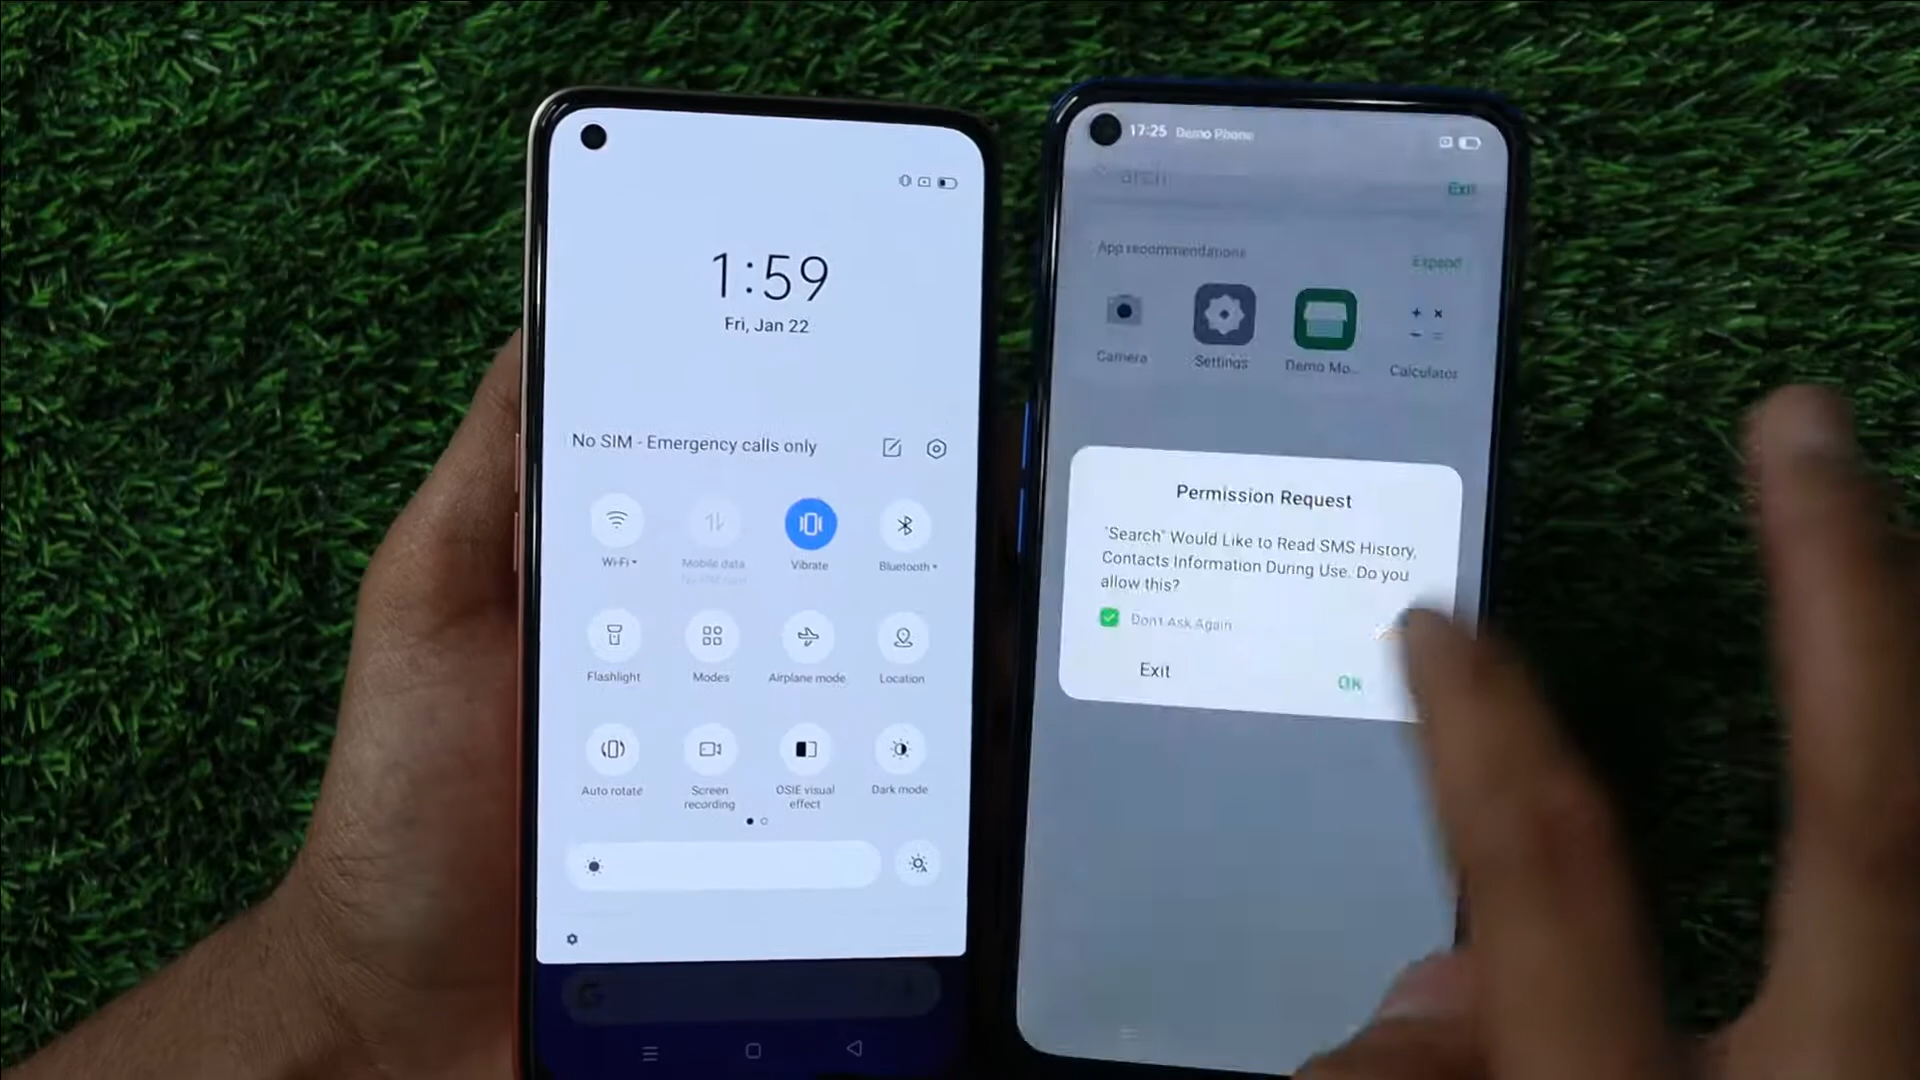 1:59
Fri, Jan 22
No SIM - Emergency calls only
Wi-Fi
Mobile data
Vibrate
Bluetooth
Flashlight
Modes
Airplane mode
Location
Auto rotate
Screen
recording
OSIE visual
effect
Dark mode
G
17:25 Demo Phone
Search
Exit
App recommendations
Expand
Camera
Settings
Demo Mo...
Calculator
Permission Request
"Search" Would Like to Read SMS History,
Contacts Information During Use. Do you
allow this?
Don't Ask Again
Exit
OK